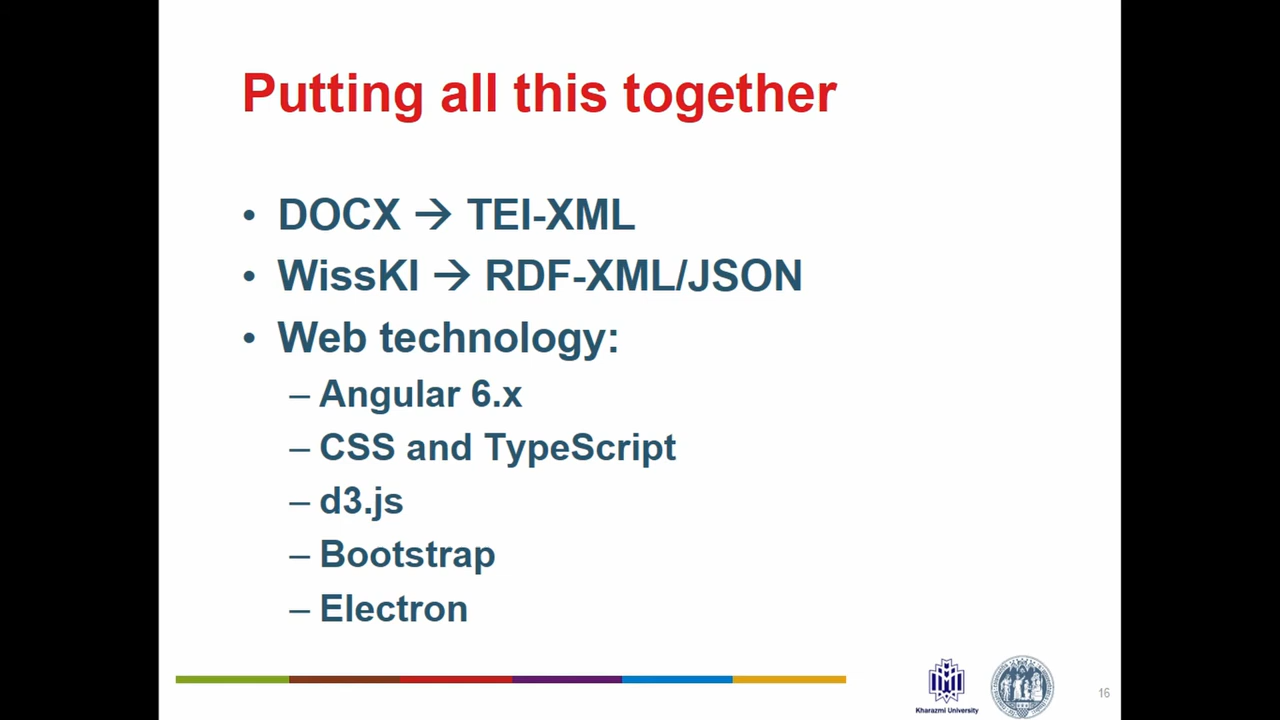 Putting all this together
• DOCX → TEI-XML
• WissKI → RDF-XML/JSON
• Web technology:
– Angular 6.x
– CSS and TypeScript
– d3.js
– Bootstrap
– Electron
Kharazmi University
16